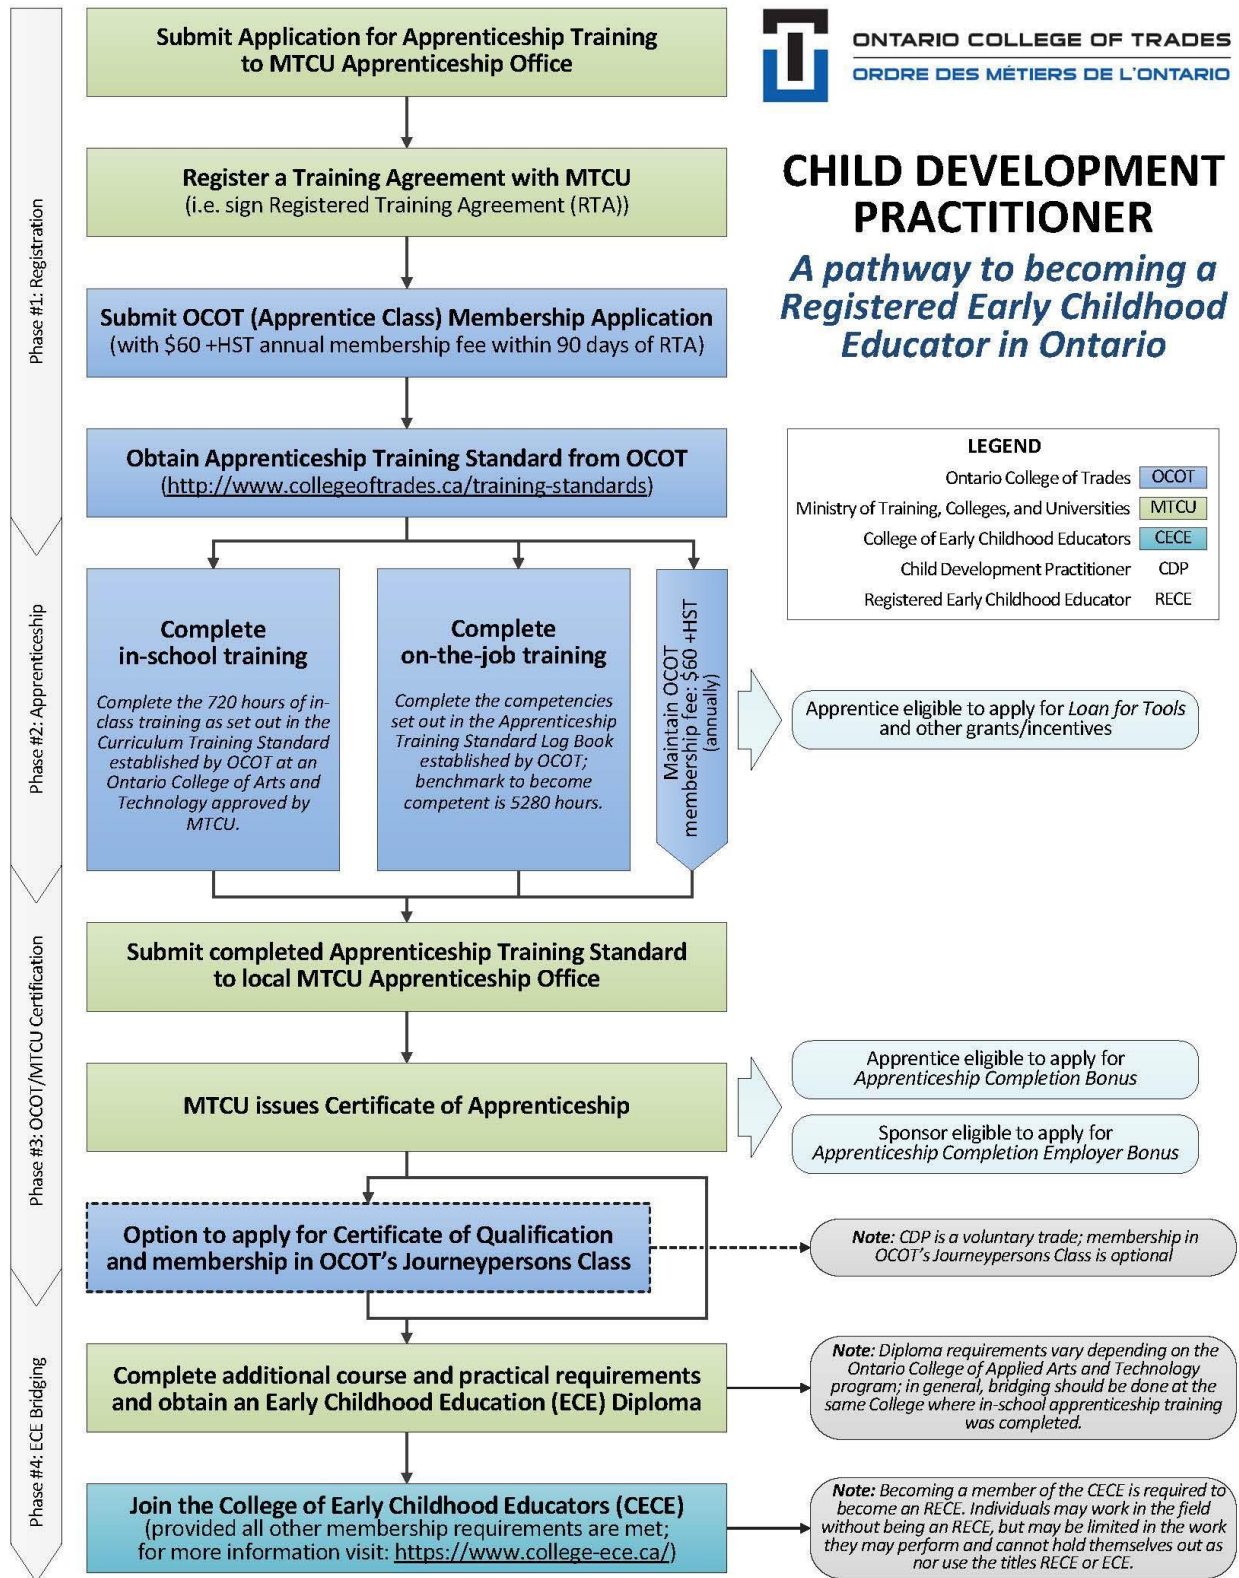 Submit Application for Apprenticeship Training
to MTCU Apprenticeship Office
ONTARIO COLLEGE OF TRADES
ORDRE DES MÉTIERS DE L'ONTARIO
CHILD DEVELOPMENT
PRACTITIONER
A pathway to becoming a
Registered Early Childhood
Educator in Ontario
Phase #1: Registration
Register a Training Agreement with MTCU
(i.e. sign Registered Training Agreement (RTA))
Submit OCOT (Apprentice Class) Membership Application
(with $60 +HST annual membership fee within 90 days of RTA)
Obtain Apprenticeship Training Standard from OCOT
(http://www.collegeoftrades.ca/training-standards)
LEGEND
Ontario College of Trades OCOT
Ministry of Training, Colleges, and Universities MTCU
College of Early Childhood Educators CECE
Child Development Practitioner CDP
Registered Early Childhood Educator RECE
Phase #2: Apprenticeship
Complete
in-school training
Complete the 720 hours of in-
class training as set out in the
Curriculum Training Standard
established by OCOT at an
Ontario College of Arts and
Technology approved by
MTCU.
Complete
on-the-job training
Complete the competencies
set out in the Apprenticeship
Training Standard Log Book
established by OCOT;
benchmark to become
competent is 5280 hours.
Maintain OCOT
membership fee: $60 +HST
(annually)
Apprentice eligible to apply for Loan for Tools
and other grants/incentives
Phase #3: OCOT/MTCU Certification
Submit completed Apprenticeship Training Standard
to local MTCU Apprenticeship Office
MTCU issues Certificate of Apprenticeship
Apprentice eligible to apply for
Apprenticeship Completion Bonus
Sponsor eligible to apply for
Apprenticeship Completion Employer Bonus
Option to apply for Certificate of Qualification
and membership in OCOT's Journeypersons Class
Note: CDP is a voluntary trade; membership in
OCOT's Journeypersons Class is optional
Phase #4: ECE Bridging
Complete additional course and practical requirements
and obtain an Early Childhood Education (ECE) Diploma
Note: Diploma requirements vary depending on the
Ontario College of Applied Arts and Technology
program; in general, bridging should be done at the
same College where in-school apprenticeship training
was completed.
Join the College of Early Childhood Educators (CECE)
(provided all other membership requirements are met;
for more information visit: https://www.college-ece.ca/)
Note: Becoming a member of the CECE is required to
become an RECE. Individuals may work in the field
without being an RECE, but may be limited in the work
they may perform and cannot hold themselves out as
nor use the titles RECE or ECE.